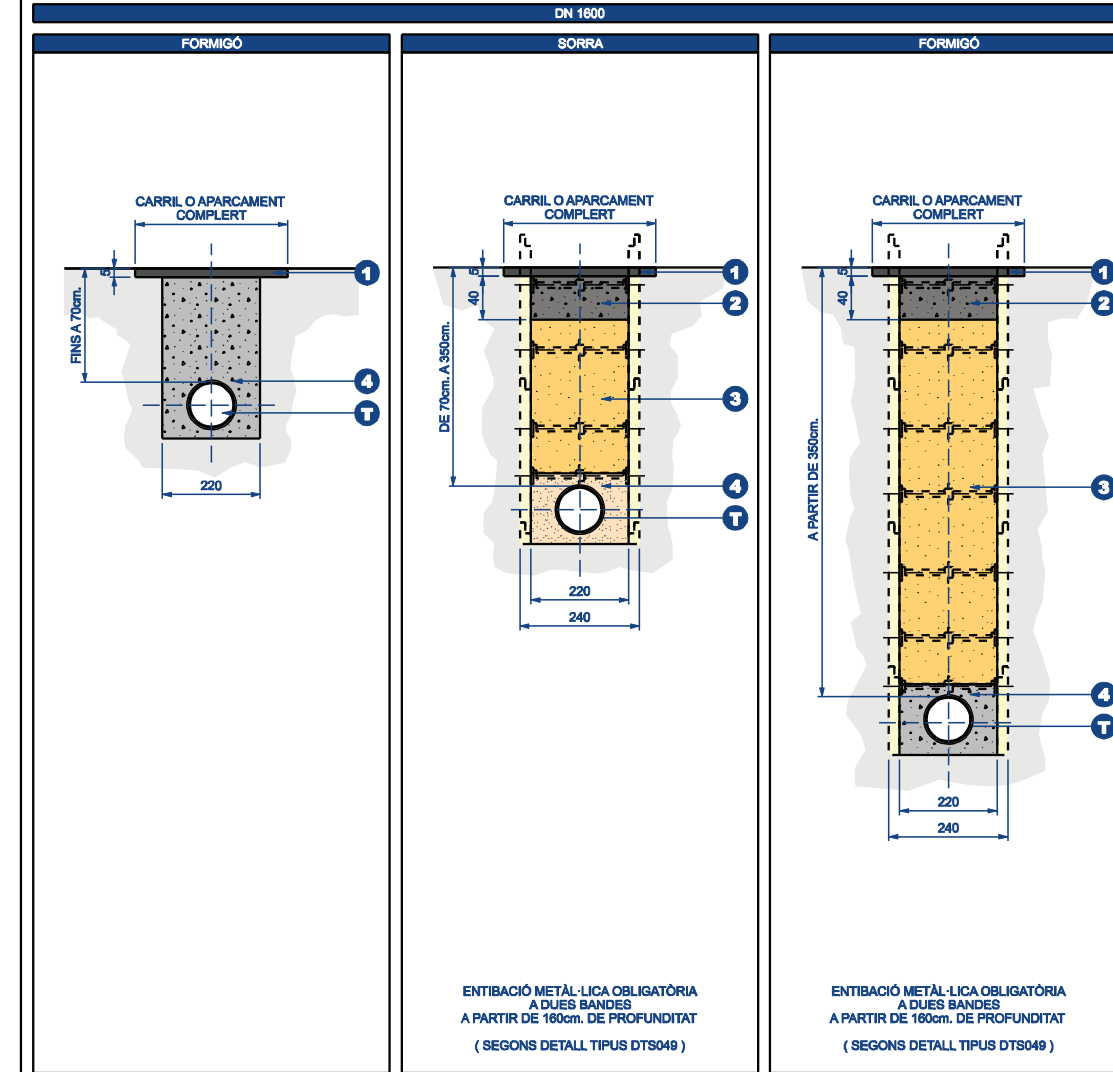 DN 1600
FORMIGÓ
CARRIL O APARCAMENT
COMPLERT
5
FINS A 70cm.
1
4
T
220
SORRA
CARRIL O APARCAMENT
COMPLERT
5
40
DE 70cm. A 350cm.
1
2
3
4
T
220
240
ENTIBACIÓ METÀL·LICA OBLIGATÒRIA
A DUES BANDES
A PARTIR DE 160cm. DE PROFUNDITAT
( SEGONS DETALL TIPUS DTS049 )
FORMIGÓ
CARRIL O APARCAMENT
COMPLERT
5
40
A PARTIR DE 350cm.
1
2
3
4
T
220
240
ENTIBACIÓ METÀL·LICA OBLIGATÒRIA
A DUES BANDES
A PARTIR DE 160cm. DE PROFUNDITAT
( SEGONS DETALL TIPUS DTS049 )